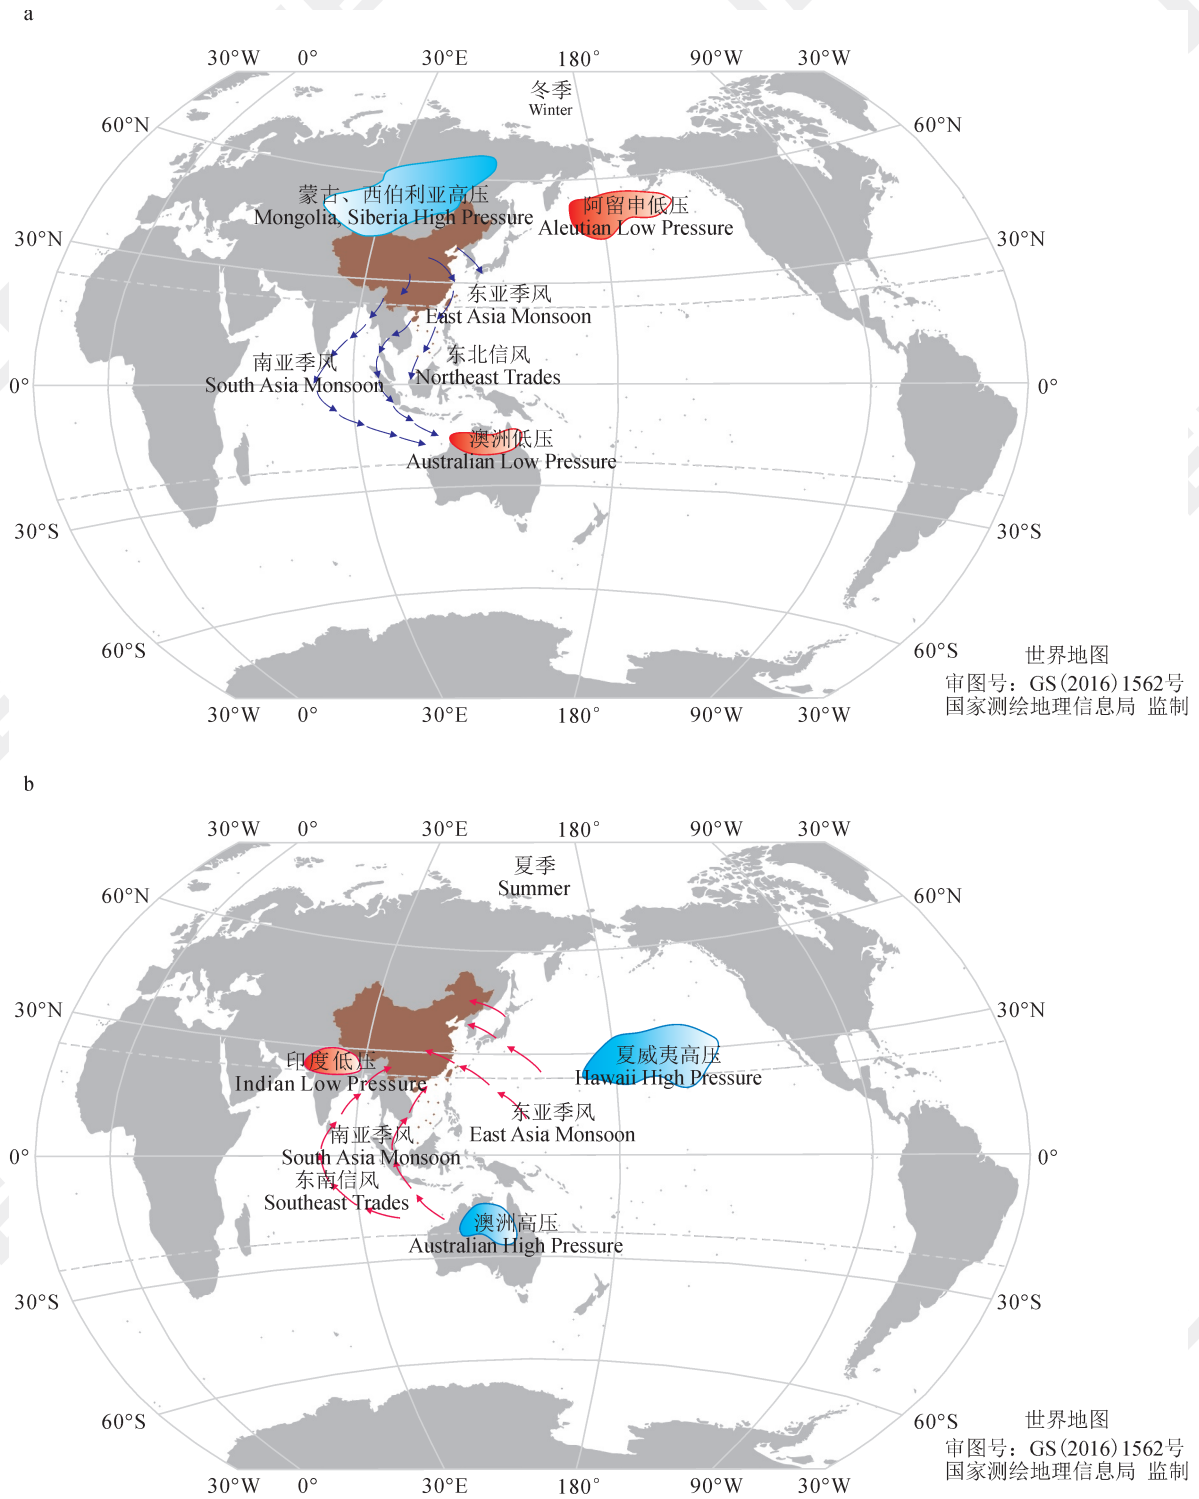 a
30°W 0° 30°E 180° 90°W 30°W
冬季
Winter
60°N 60°N
蒙古、西伯利亚高压
Mongolia, Siberia High Pressure
阿留申低压
Aleutian Low Pressure
30°N 30°N
东亚季风
East Asia Monsoon
南亚季风
South Asia Monsoon
东北信风
Northeast Trades
0° 0°
澳洲低压
Australian Low Pressure
30°S 30°S
60°S 60°S
世界地图
审图号：GS(2016)1562号
国家测绘地理信息局 监制
30°W 0° 30°E 180° 90°W 30°W
b
30°W 0° 30°E 180° 90°W 30°W
夏季
Summer
60°N 60°N
30°N 30°N
印度低压
Indian Low Pressure
夏威夷高压
Hawaii High Pressure
东亚季风
East Asia Monsoon
南亚季风
South Asia Monsoon
0° 0°
东南信风
Southeast Trades
澳洲高压
Australian High Pressure
30°S 30°S
60°S 60°S
世界地图
审图号：GS(2016)1562号
国家测绘地理信息局 监制
30°W 0° 30°E 180° 90°W 30°W